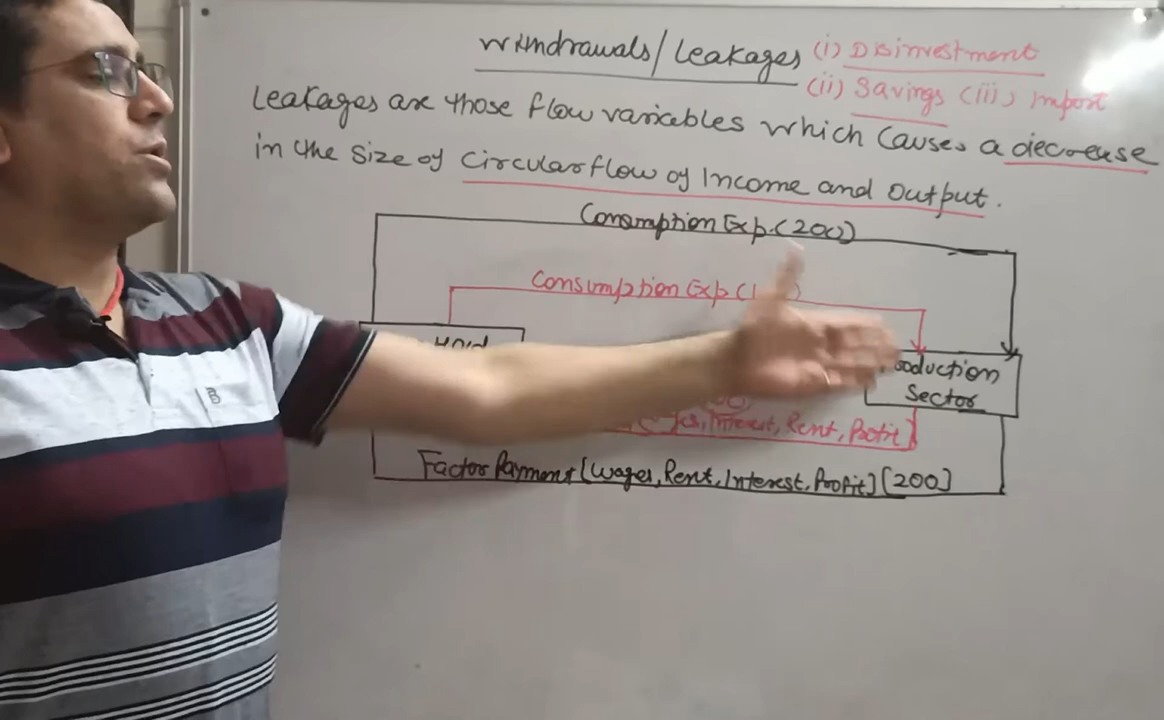 Withdrawals/Leakages (i) Disinvestment
(ii) Savings (iii) Import
Leakages are those flow variables which causes a decrease
in the size of circular flow of Income and Output.
Consumption Exp. (200)
Consumption Exp (
Production
Sector
Interest, Rent, Profit]
Factor Payment [Wages, Rent, Interest, Profit] [200]